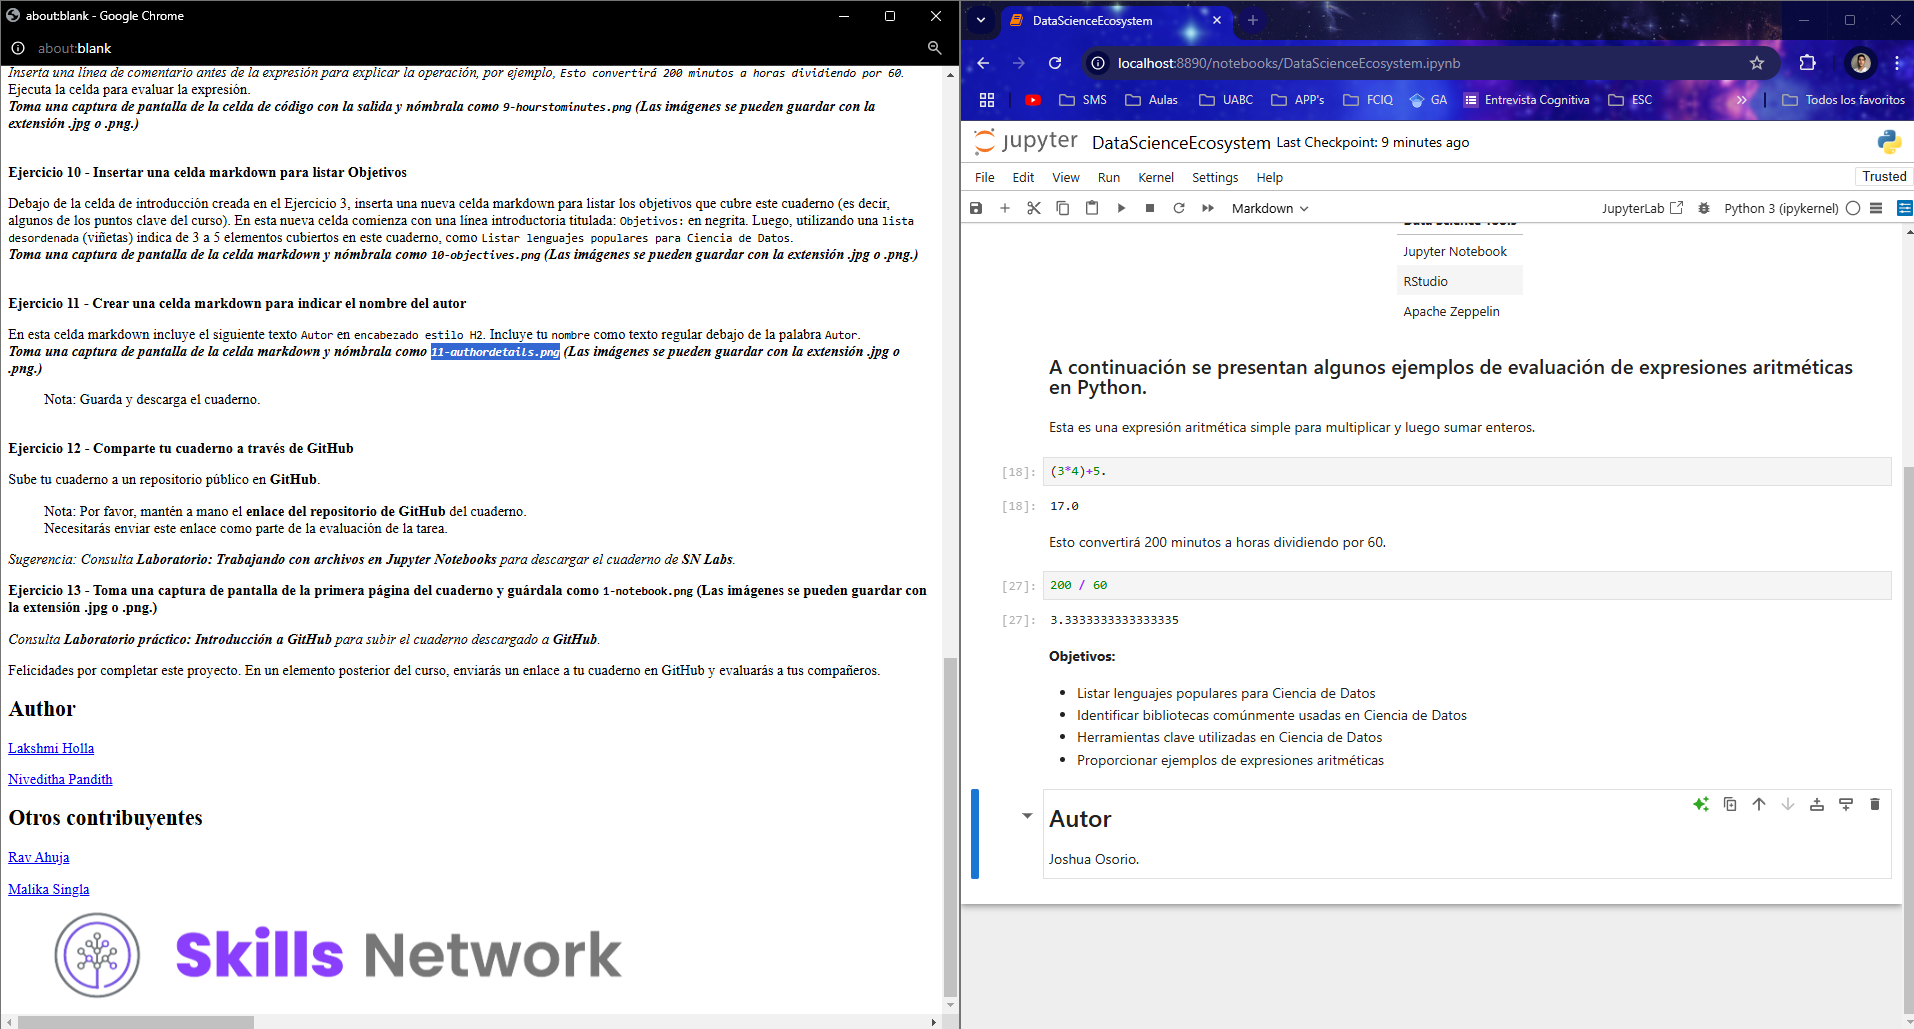 about:blank - Google Chrome
about:blank
Inserta una línea de comentario antes de la expresión para explicar la operación, por ejemplo, Esto convertirá 200 minutos a horas dividiendo por 60.
Ejecuta la celda para evaluar la expresión.
Toma una captura de pantalla de la celda de código con la salida y nómbrala como 9-hourstominutes.png (Las imágenes se pueden guardar con la
extensión .jpg o .png.)
Ejercicio 10 - Insertar una celda markdown para listar Objetivos
Debajo de la celda de introducción creada en el Ejercicio 3, inserta una nueva celda markdown para listar los objetivos que cubre este cuaderno (es decir,
algunos de los puntos clave del curso). En esta nueva celda comienza con una línea introductoria titulada: Objetivos: en negrita. Luego, utilizando una lista
desordenada (viñetas) indica de 3 a 5 elementos cubiertos en este cuaderno, como Listar lenguajes populares para Ciencia de Datos.
Toma una captura de pantalla de la celda markdown y nómbrala como 10-objectives.png (Las imágenes se pueden guardar con la extensión .jpg o .png.)
Ejercicio 11 - Crear una celda markdown para indicar el nombre del autor
En esta celda markdown incluye el siguiente texto Autor en encabezado estilo H2. Incluye tu nombre como texto regular debajo de la palabra Autor.
Toma una captura de pantalla de la celda markdown y nómbrala como 11-authordetails.png (Las imágenes se pueden guardar con la extensión .jpg o
.png.)
Nota: Guarda y descarga el cuaderno.
Ejercicio 12 - Comparte tu cuaderno a través de GitHub
Sube tu cuaderno a un repositorio público en GitHub.
Nota: Por favor, mantén a mano el enlace del repositorio de GitHub del cuaderno.
Necesitarás enviar este enlace como parte de la evaluación de la tarea.
Sugerencia: Consulta Laboratorio: Trabajando con archivos en Jupyter Notebooks para descargar el cuaderno de SN Labs.
Ejercicio 13 - Toma una captura de pantalla de la primera página del cuaderno y guárdala como 1-notebook.png (Las imágenes se pueden guardar con
la extensión .jpg o .png.)
Consulta Laboratorio práctico: Introducción a GitHub para subir el cuaderno descargado a GitHub.
Felicidades por completar este proyecto. En un elemento posterior del curso, enviarás un enlace a tu cuaderno en GitHub y evaluarás a tus compañeros.
Author
Lakshmi Holla
Niveditha Pandith
Otros contribuyentes
Rav Ahuja
Malika Singla
Skills Network
DataScienceEcosystem
localhost:8890/notebooks/DataScienceEcosystem.ipynb
SMS Aulas UABC APP's FCIQ GA Entrevista Cognitiva ESC » Todos los favoritos
jupyter DataScienceEcosystem Last Checkpoint: 9 minutes ago
File Edit View Run Kernel Settings Help Trusted
Markdown JupyterLab Python 3 (ipykernel)
Data Science Tools
Jupyter Notebook
RStudio
Apache Zeppelin
A continuación se presentan algunos ejemplos de evaluación de expresiones aritméticas
en Python.
Esta es una expresión aritmética simple para multiplicar y luego sumar enteros.
[18]: (3*4)+5.
[18]: 17.0
Esto convertirá 200 minutos a horas dividiendo por 60.
[27]: 200 / 60
[27]: 3.3333333333333335
Objetivos:
• Listar lenguajes populares para Ciencia de Datos
• Identificar bibliotecas comúnmente usadas en Ciencia de Datos
• Herramientas clave utilizadas en Ciencia de Datos
• Proporcionar ejemplos de expresiones aritméticas
Autor
Joshua Osorio.